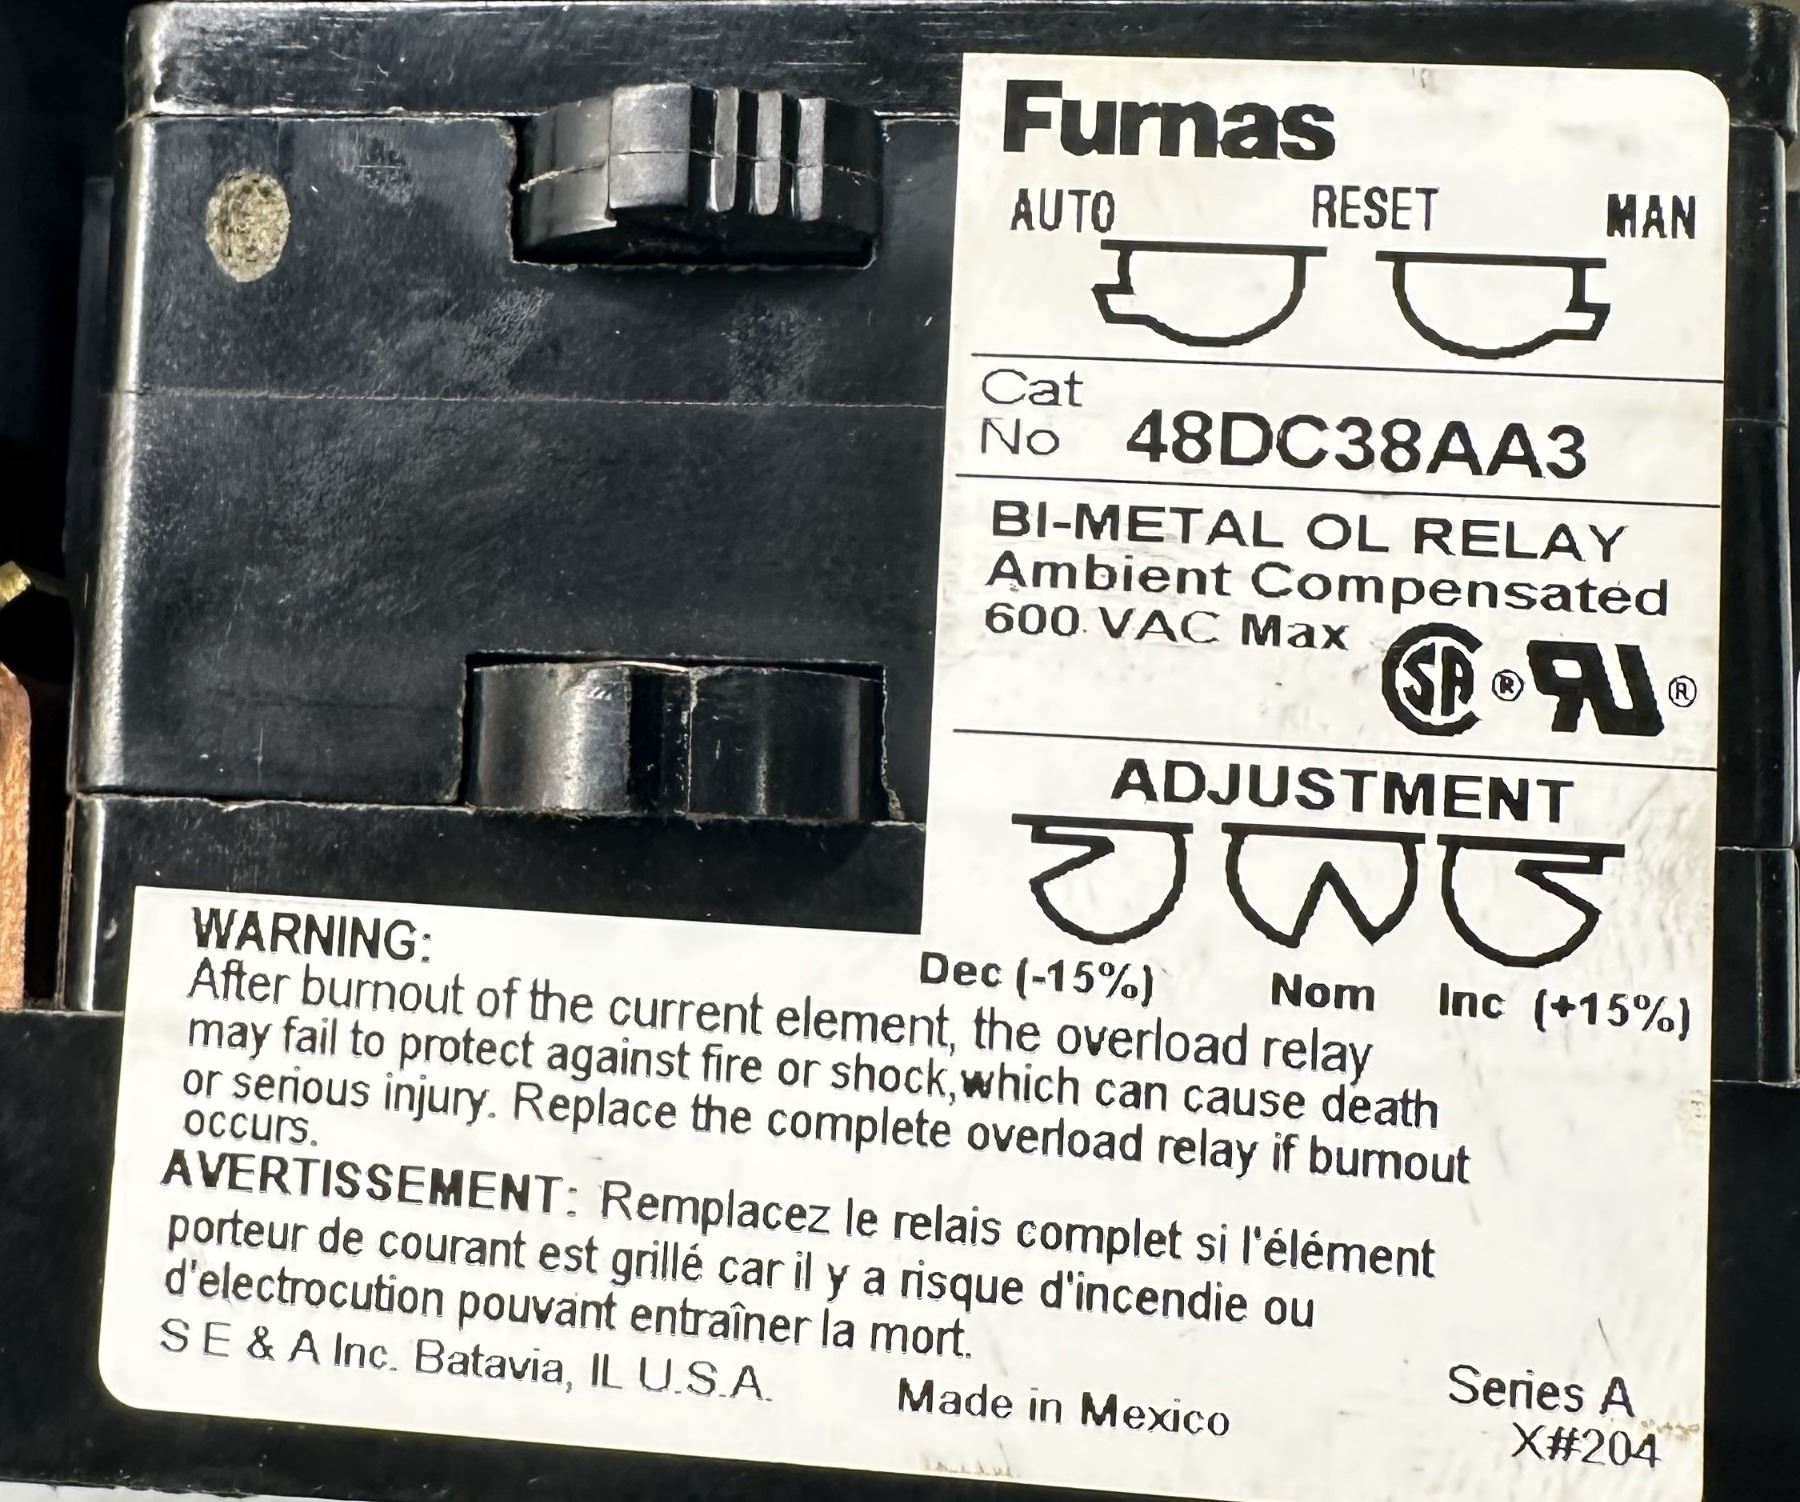 Furnas
AUTO RESET MAN
Cat
No 48DC38AA3
BI-METAL OL RELAY
Ambient Compensated
600 VAC Max
SA ® RU ®
ADJUSTMENT
Dec (-15%) Nom Inc (+15%)
WARNING:
After burnout of the current element, the overload relay
may fail to protect against fire or shock,which can cause death
or serious injury. Replace the complete overload relay if burnout
occurs.
AVERTISSEMENT: Remplacez le relais complet si l'élément
porteur de courant est grillé car il y a risque d'incendie ou
d'electrocution pouvant entraîner la mort.
S E & A Inc. Batavia, IL U.S.A.
Made in Mexico
Series A
X#204